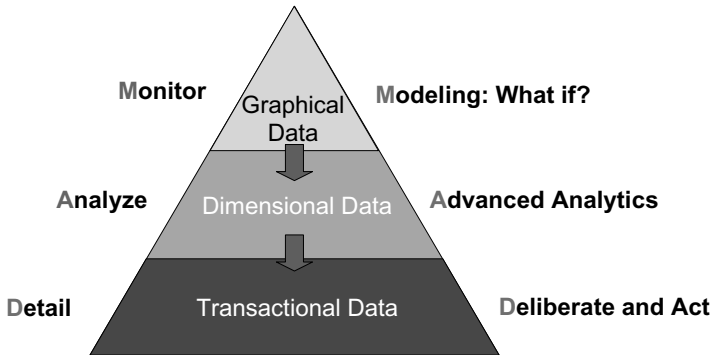 Monitor
Graphical
Data
Modeling: What if?
Analyze
Dimensional Data
Advanced Analytics
Detail
Transactional Data
Deliberate and Act